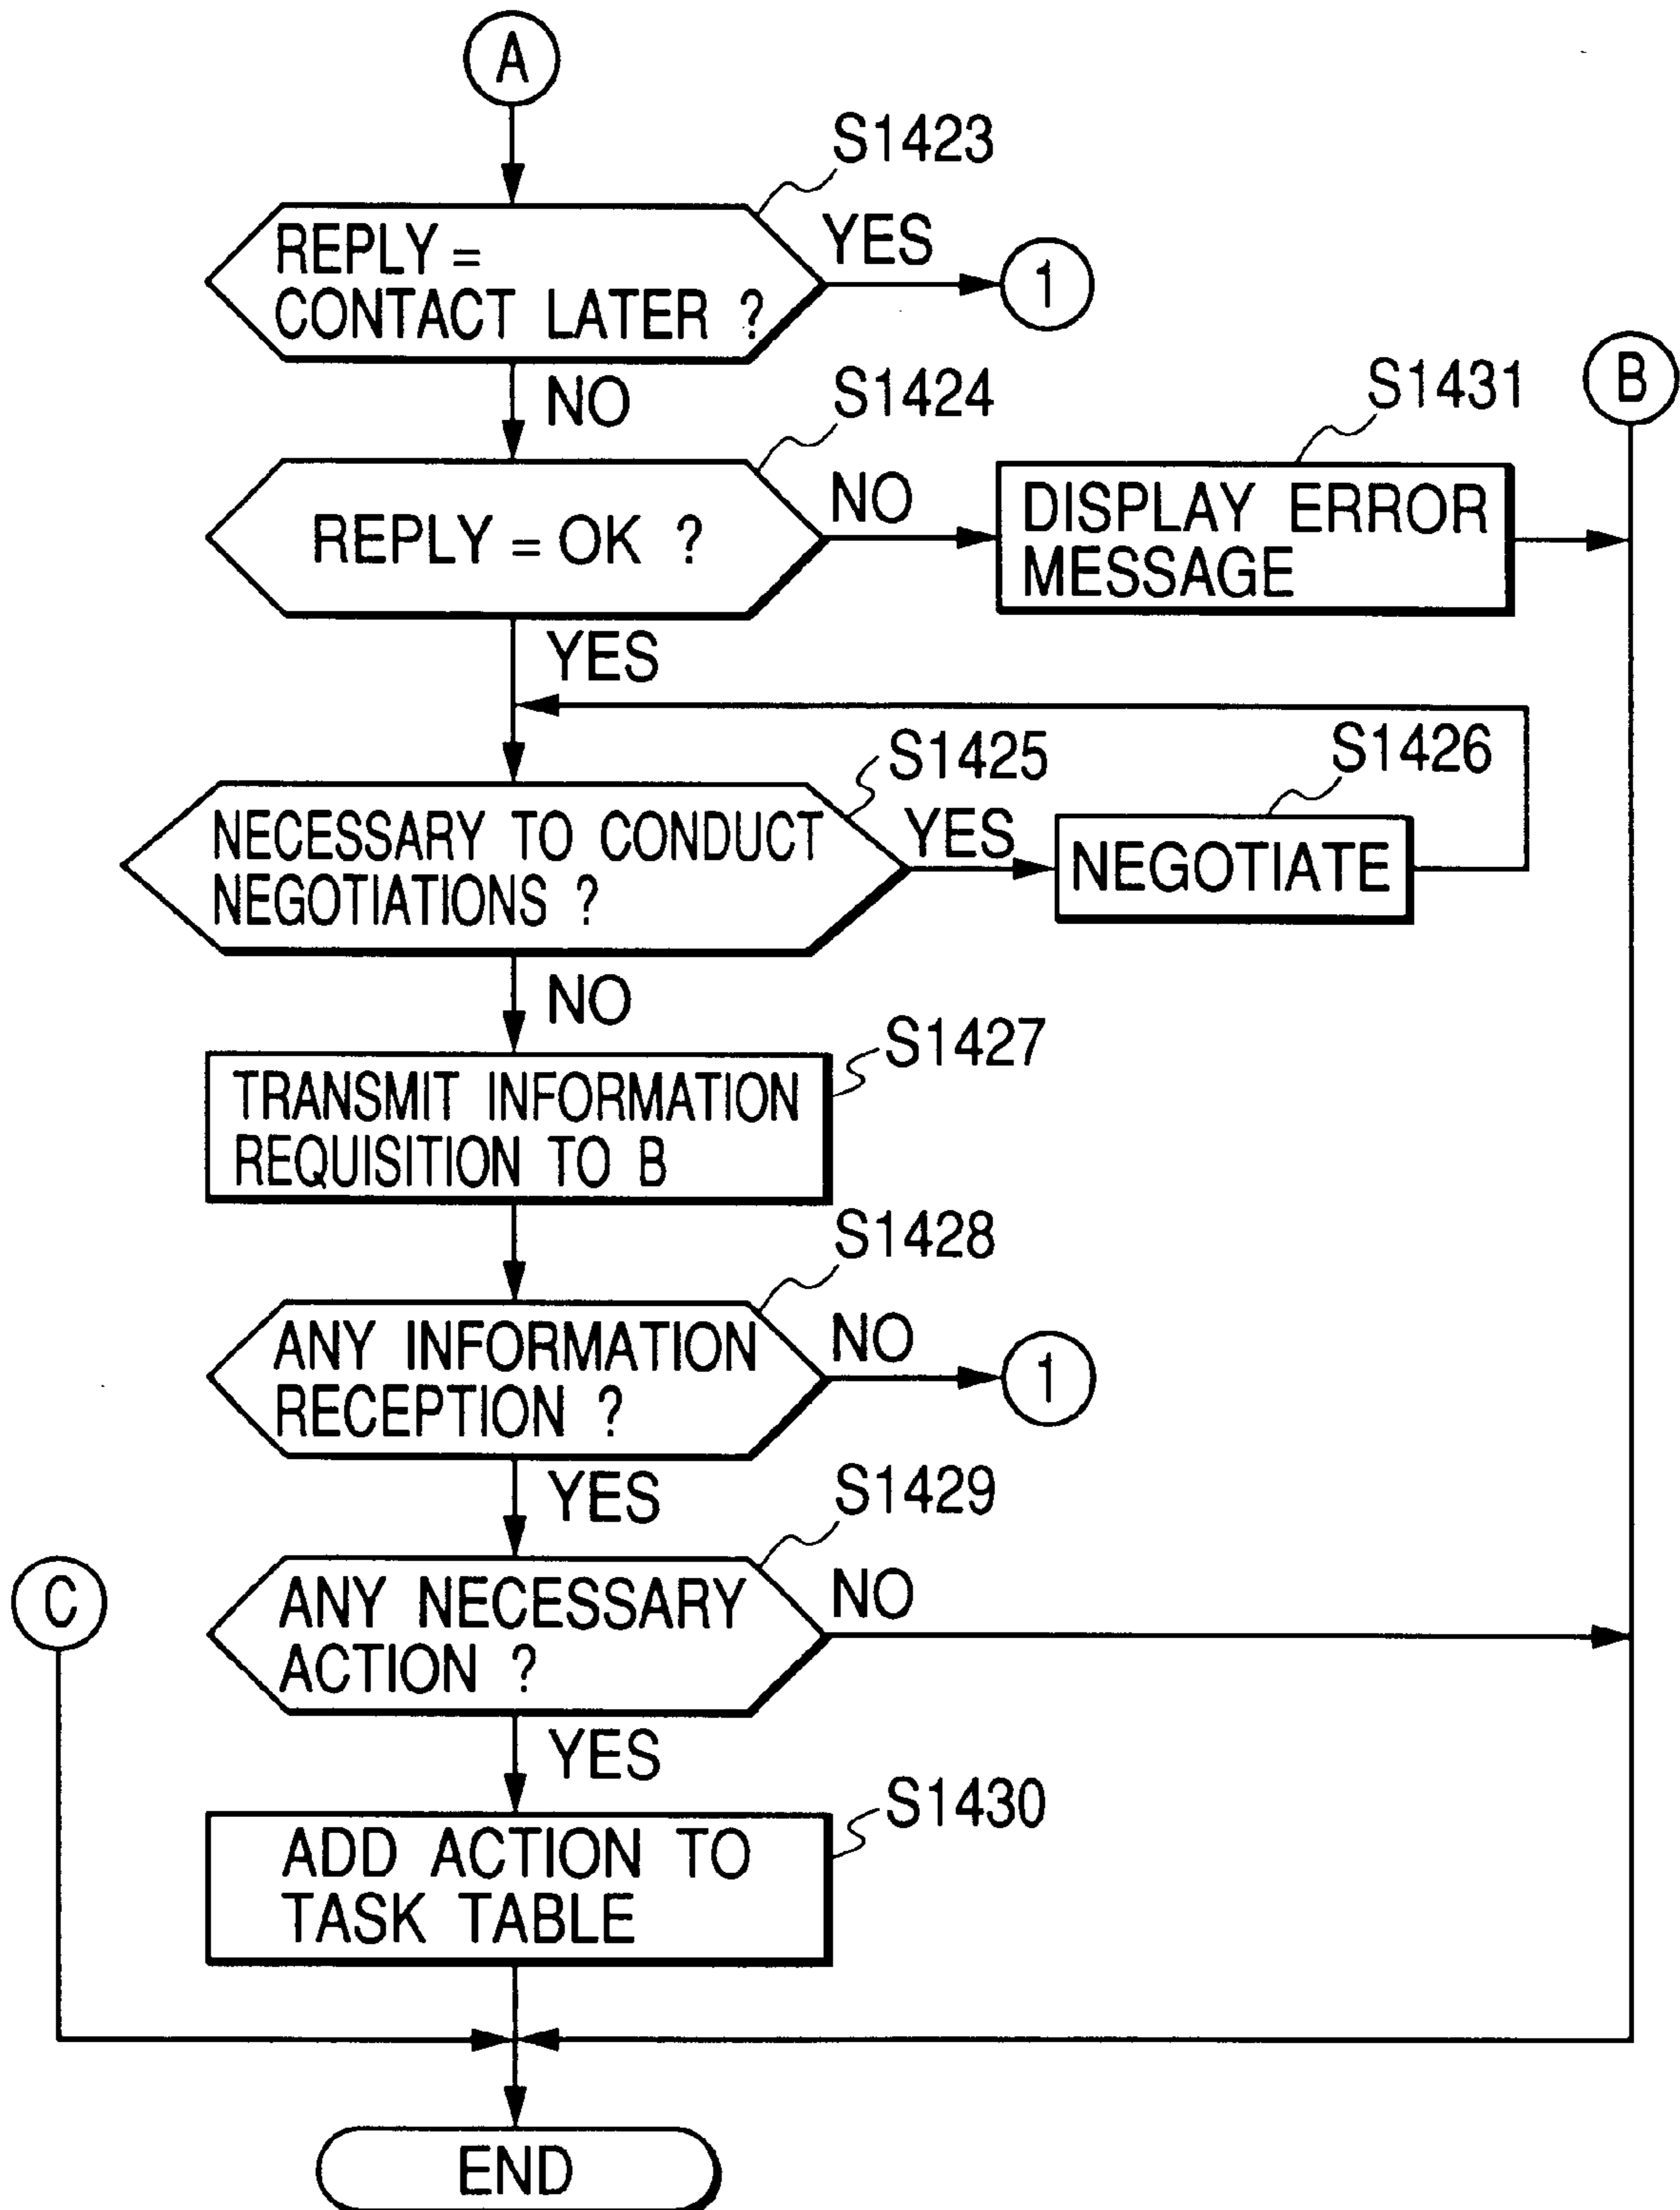 A
S1423
REPLY =
CONTACT LATER ?
YES
1
NO
S1424
S1431
B
REPLY = OK ?
NO
DISPLAY ERROR
MESSAGE
YES
S1425
S1426
NECESSARY TO CONDUCT
NEGOTIATIONS ?
YES
NEGOTIATE
NO
S1427
TRANSMIT INFORMATION
REQUISITION TO B
S1428
ANY INFORMATION
RECEPTION ?
NO
1
YES
S1429
C
ANY NECESSARY
ACTION ?
NO
YES
S1430
ADD ACTION TO
TASK TABLE
END